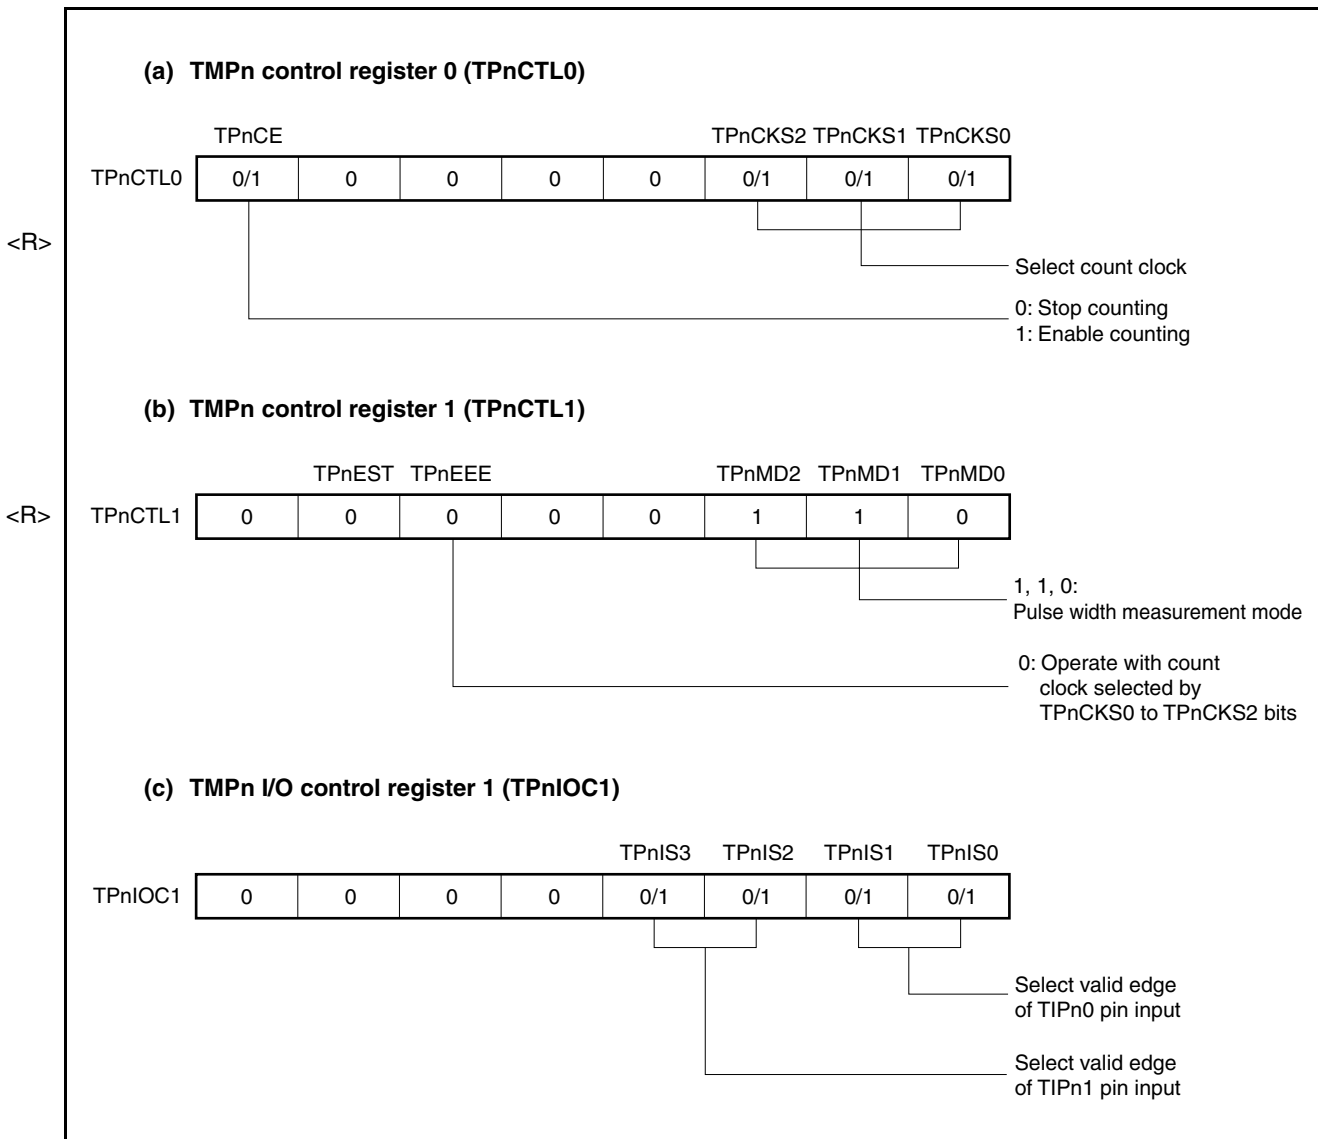 (a) TMPn control register 0 (TPnCTL0)
TPnCE TPnCKS2 TPnCKS1 TPnCKS0
TPnCTL0 0/1 0 0 0 0 0/1 0/1 0/1
<R>
Select count clock
0: Stop counting
1: Enable counting
(b) TMPn control register 1 (TPnCTL1)
TPnEST TPnEEE TPnMD2 TPnMD1 TPnMD0
<R> TPnCTL1 0 0 0 0 0 1 1 0
1, 1, 0:
Pulse width measurement mode
0: Operate with count
clock selected by
TPnCKS0 to TPnCKS2 bits
(c) TMPn I/O control register 1 (TPnIOC1)
TPnIS3 TPnIS2 TPnIS1 TPnIS0
TPnIOC1 0 0 0 0 0/1 0/1 0/1 0/1
Select valid edge
of TIPn0 pin input
Select valid edge
of TIPn1 pin input